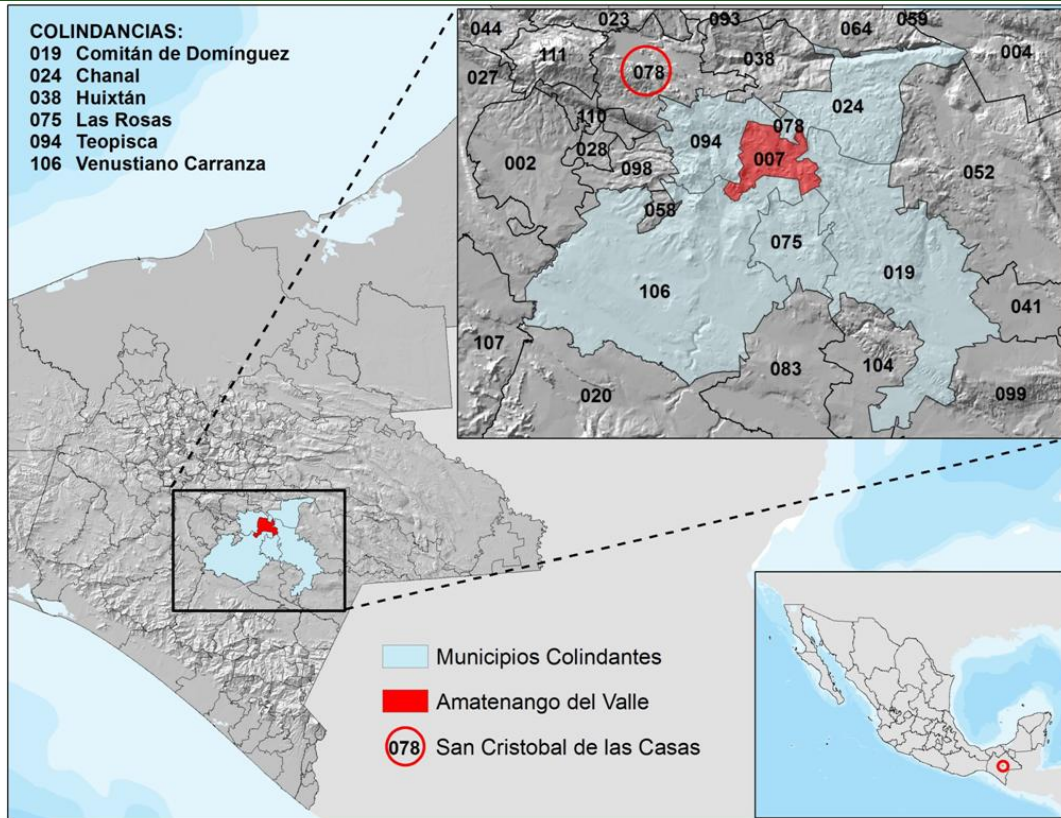 COLINDANCIAS:
019 Comitán de Domínguez
024 Chanal
038 Huixtán
075 Las Rosas
094 Teopisca
106 Venustiano Carranza
044
023
093
059
064
004
111
078
038
027
024
110
078
094
002
028
007
052
098
058
075
019
106
041
107
104
083
020
099
Municipios Colindantes
Amatenango del Valle
078 San Cristobal de las Casas